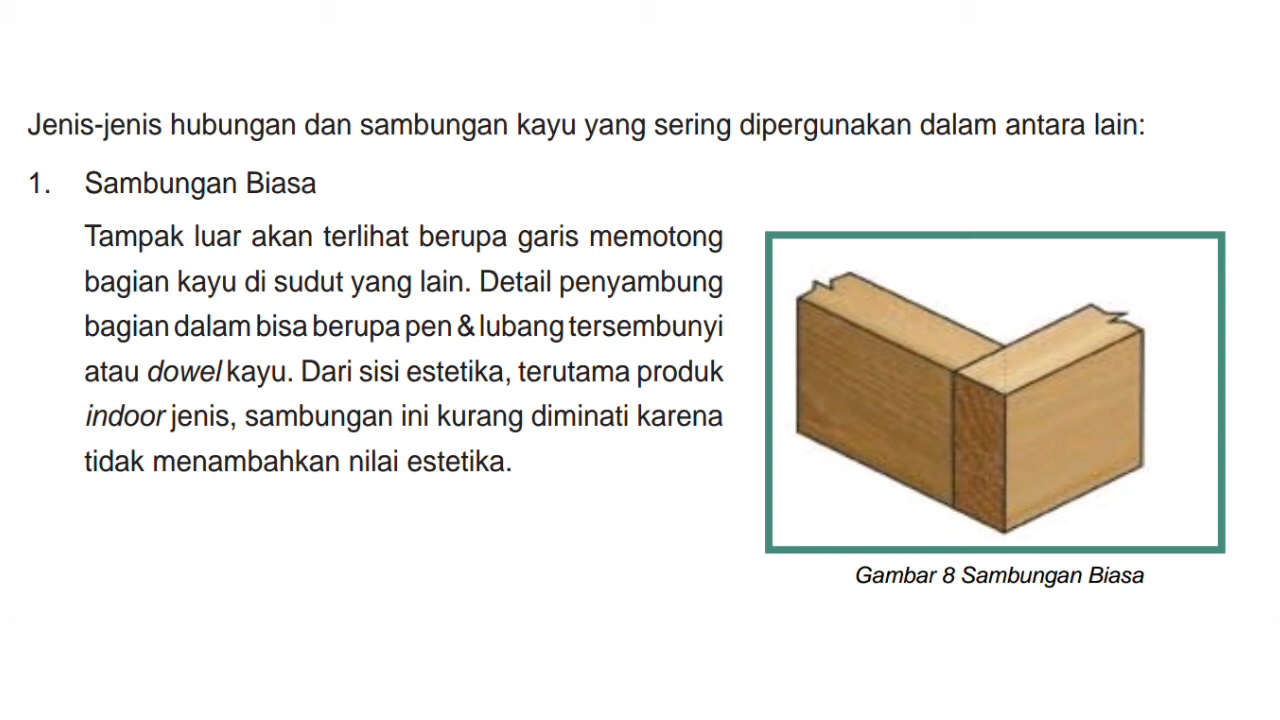 Jenis-jenis hubungan dan sambungan kayu yang sering dipergunakan dalam antara lain:
1. Sambungan Biasa
Tampak luar akan terlihat berupa garis memotong
bagian kayu di sudut yang lain. Detail penyambung
bagian dalam bisa berupa pen & lubang tersembunyi
atau dowel kayu. Dari sisi estetika, terutama produk
indoor jenis, sambungan ini kurang diminati karena
tidak menambahkan nilai estetika.
Gambar 8 Sambungan Biasa